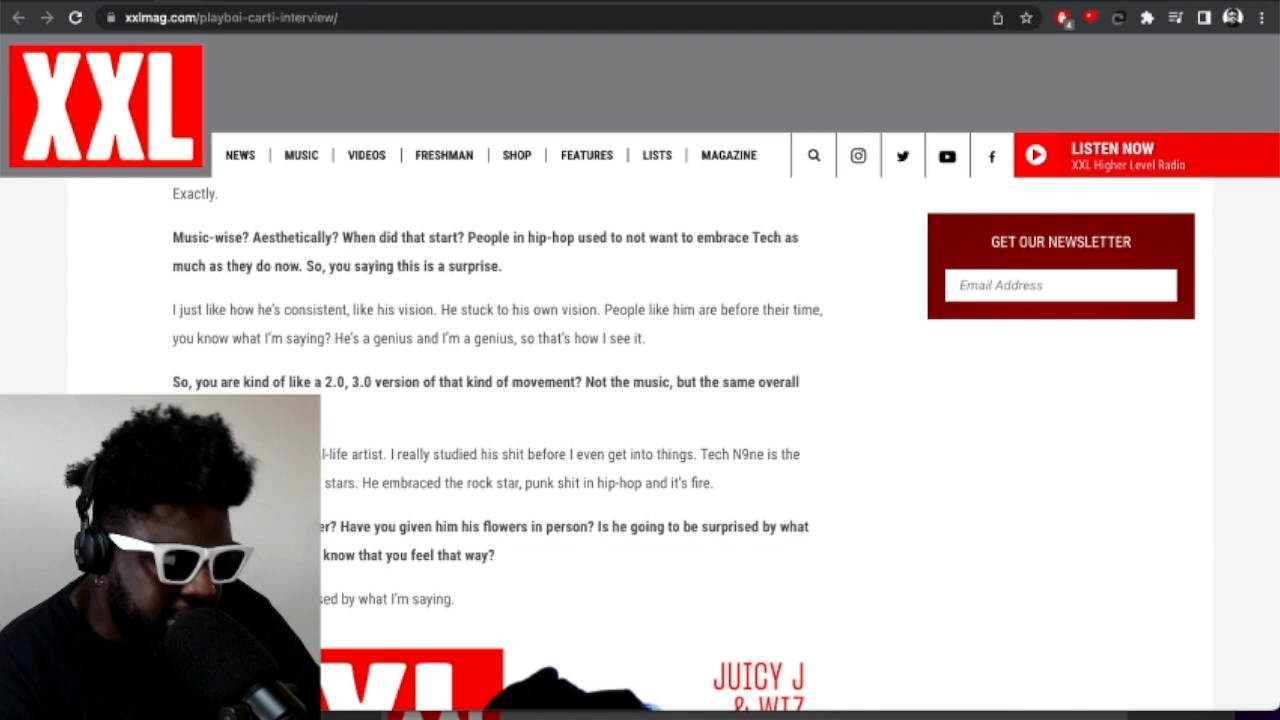 xxlmag.com/playboi-carti-interview/
4
XXL
NEWS | MUSIC | VIDEOS | FRESHMAN | SHOP | FEATURES | LISTS | MAGAZINE
LISTEN NOW
XXL Higher Level Radio
Exactly.
Music-wise? Aesthetically? When did that start? People in hip-hop used to not want to embrace Tech as
much as they do now. So, you saying this is a surprise.
I just like how he's consistent, like his vision. He stuck to his own vision. People like him are before their time,
you know what I'm saying? He's a genius and I'm a genius, so that's how I see it.
So, you are kind of like a 2.0, 3.0 version of that kind of movement? Not the music, but the same overall
l-life artist. I really studied his shit before I even get into things. Tech N9ne is the
stars. He embraced the rock star, punk shit in hip-hop and it's fire.
er? Have you given him his flowers in person? Is he going to be surprised by what
know that you feel that way?
sed by what I'm saying.
GET OUR NEWSLETTER
Email Address
XXL
JUICY J
& WIZ